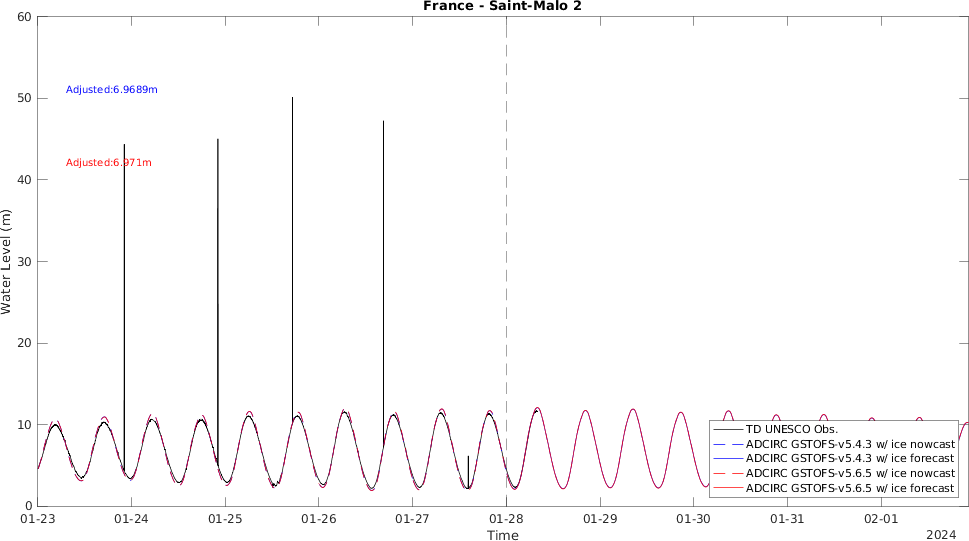 France - Saint-Malo 2
60
50
40
30
20
10
0
Water Level (m)
Adjusted:6.9689m
Adjusted:6.971m
TD UNESCO Obs.
ADCIRC GSTOFS-v5.4.3 w/ ice nowcast
ADCIRC GSTOFS-v5.4.3 w/ ice forecast
ADCIRC GSTOFS-v5.6.5 w/ ice nowcast
ADCIRC GSTOFS-v5.6.5 w/ ice forecast
01-23 01-24 01-25 01-26 01-27 01-28 01-29 01-30 01-31 02-01
Time
2024